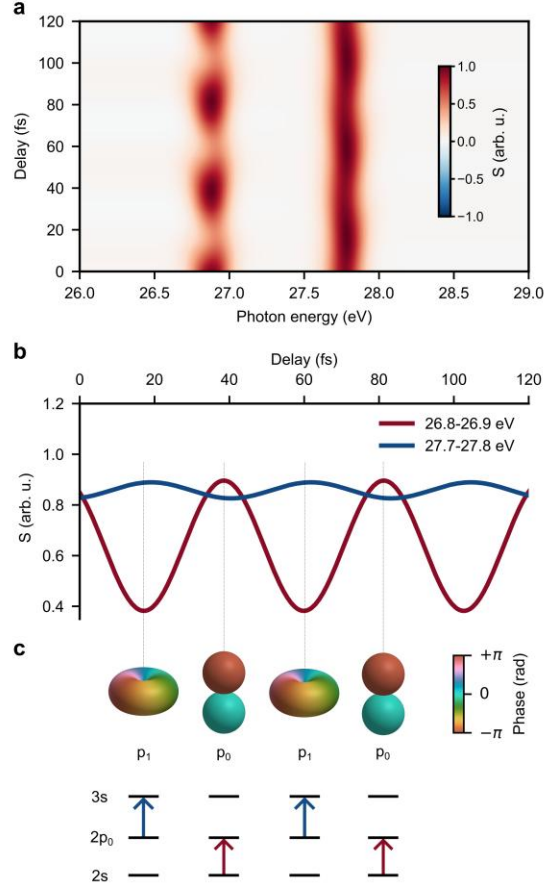 a
120
100
80
60
40
20
0
Delay (fs)
1.0
0.5
0.0
−0.5
−1.0
S (arb. u.)
26.0 26.5 27.0 27.5 28.0 28.5 29.0
Photon energy (eV)
b
Delay (fs)
0 20 40 60 80 100 120
1.2
1.0
0.8
0.6
0.4
S (arb. u.)
26.8-26.9 eV
27.7-27.8 eV
c
+π
0
−π
Phase (rad)
p1 p0 p1 p0
3s
2p0
2s